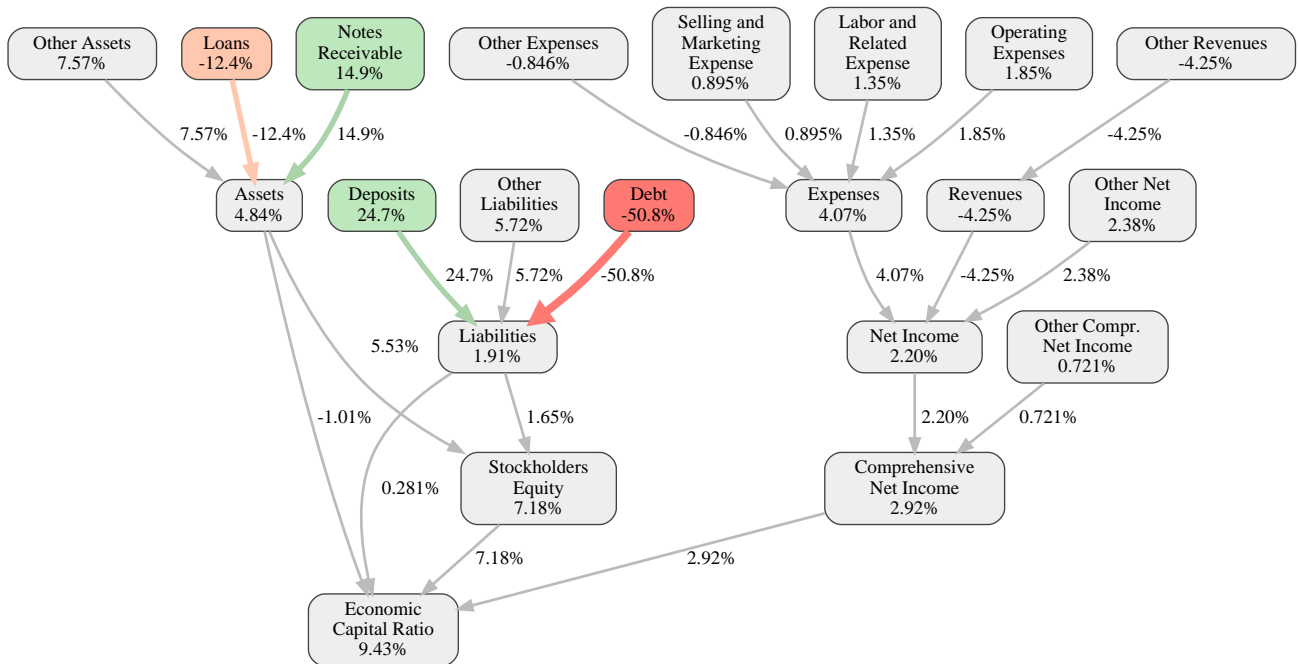 Other Assets
7.57%
Loans
-12.4%
Notes
Receivable
14.9%
Other Expenses
-0.846%
Selling and
Marketing
Expense
0.895%
Labor and
Related
Expense
1.35%
Operating
Expenses
1.85%
Other Revenues
-4.25%
7.57%
-12.4%
14.9%
-0.846%
0.895%
1.35%
1.85%
-4.25%
Assets
4.84%
Deposits
24.7%
Other
Liabilities
5.72%
Debt
-50.8%
Expenses
4.07%
Revenues
-4.25%
Other Net
Income
2.38%
24.7%
5.72%
-50.8%
4.07%
-4.25%
2.38%
5.53%
Liabilities
1.91%
Net Income
2.20%
Other Compr.
Net Income
0.721%
-1.01%
1.65%
2.20%
0.721%
0.281%
Stockholders
Equity
7.18%
Comprehensive
Net Income
2.92%
7.18%
2.92%
Economic
Capital Ratio
9.43%